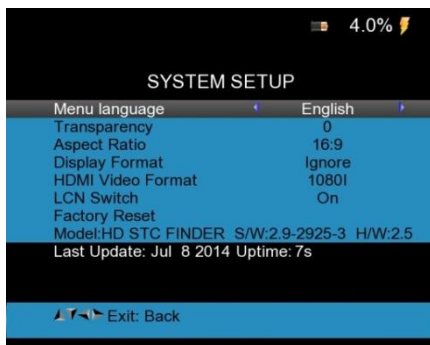 4.0%
SYSTEM SETUP
Menu language English
Transparency 0
Aspect Ratio 16:9
Display Format Ignore
HDMI Video Format 1080I
LCN Switch On
Factory Reset
Model:HD STC FINDER S/W:2.9-2925-3 H/W:2.5
Last Update: Jul 8 2014 Uptime: 7s
Exit: Back